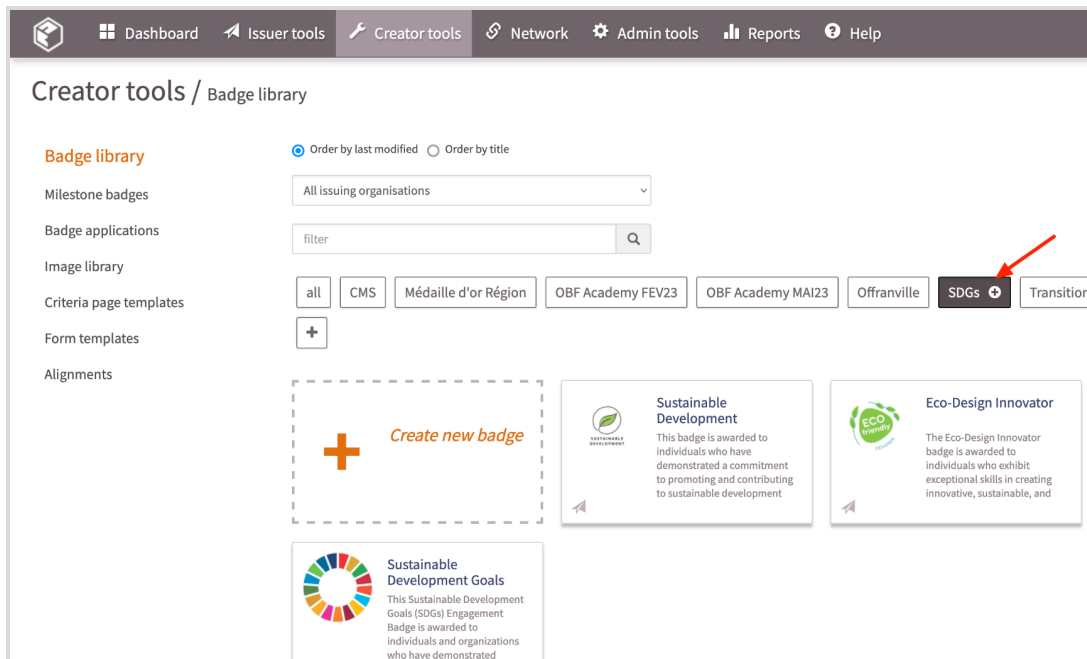 Dashboard Issuer tools Creator tools Network Admin tools Reports Help
Creator tools / Badge library
Badge library
Milestone badges
Badge applications
Image library
Criteria page templates
Form templates
Alignments
Order by last modified Order by title
All issuing organisations
filter
all CMS Médaille d'or Région OBF Academy FEV23 OBF Academy MAI23 Offranville SDGs Transition
Create new badge
SUSTAINABLE
DEVELOPMENT
Sustainable
Development
This badge is awarded to
individuals who have
demonstrated a commitment
to promoting and contributing
to sustainable development
ECO
friendly
Eco-Design Innovator
The Eco-Design Innovator
badge is awarded to
individuals who exhibit
exceptional skills in creating
innovative, sustainable, and
Sustainable
Development Goals
This Sustainable Development
Goals (SDGs) Engagement
Badge is awarded to
individuals and organizations
who have demonstrated